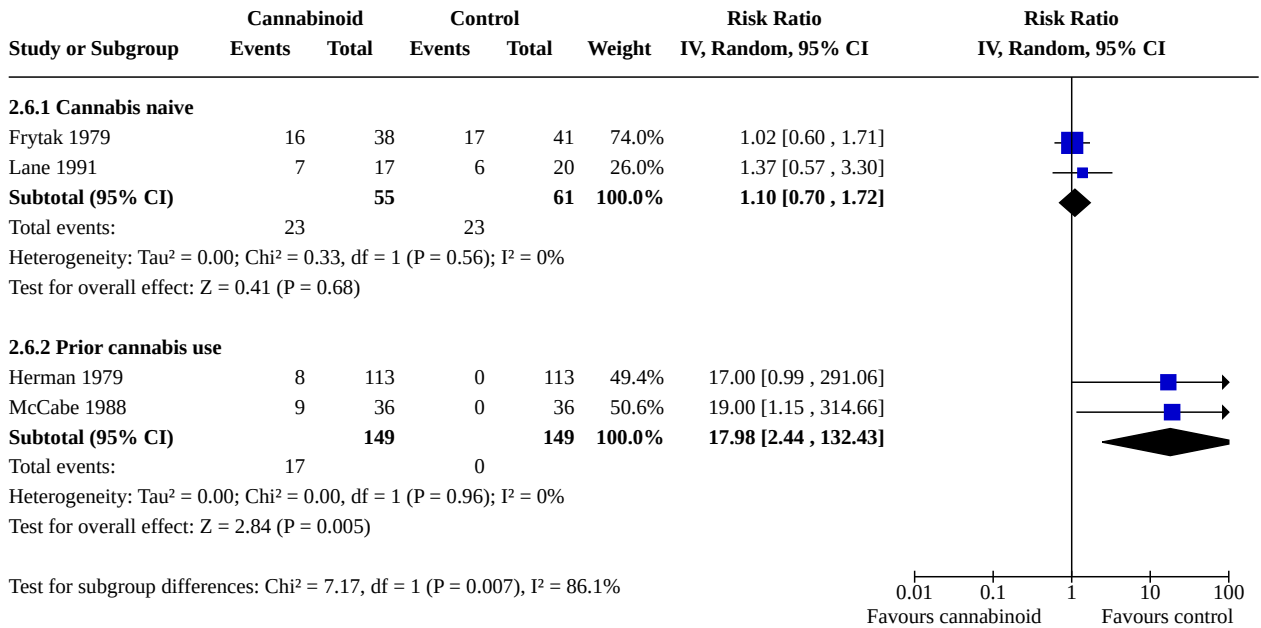 Cannabinoid Control Risk Ratio Risk Ratio
Study or Subgroup Events Total Events Total Weight IV, Random, 95% CI IV, Random, 95% CI
2.6.1 Cannabis naive
Frytak 1979 16 38 17 41 74.0% 1.02 [0.60 , 1.71]
Lane 1991 7 17 6 20 26.0% 1.37 [0.57 , 3.30]
Subtotal (95% CI) 55 61 100.0% 1.10 [0.70 , 1.72]
Total events: 23 23
Heterogeneity: Tau² = 0.00; Chi² = 0.33, df = 1 (P = 0.56); I² = 0%
Test for overall effect: Z = 0.41 (P = 0.68)
2.6.2 Prior cannabis use
Herman 1979 8 113 0 113 49.4% 17.00 [0.99 , 291.06]
McCabe 1988 9 36 0 36 50.6% 19.00 [1.15 , 314.66]
Subtotal (95% CI) 149 149 100.0% 17.98 [2.44 , 132.43]
Total events: 17 0
Heterogeneity: Tau² = 0.00; Chi² = 0.00, df = 1 (P = 0.96); I² = 0%
Test for overall effect: Z = 2.84 (P = 0.005)
Test for subgroup differences: Chi² = 7.17, df = 1 (P = 0.007), I² = 86.1%
0.01 0.1 1 10 100
Favours cannabinoid Favours control